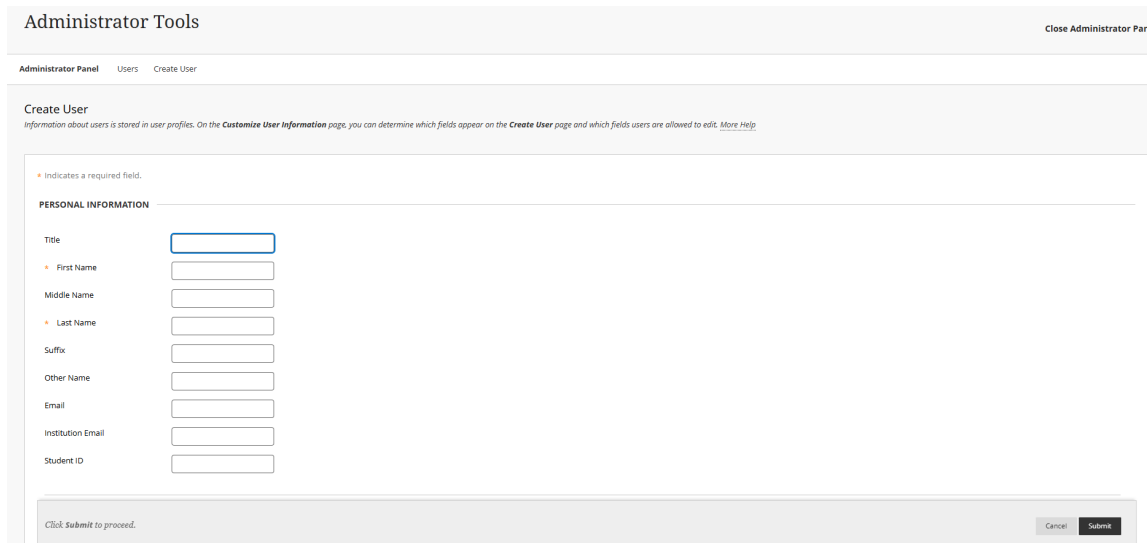 Administrator Tools
Close Administrator
Administrator Panel Users Create User
Create User
Information about users is stored in user profiles. On the Customize User Information page, you can determine which fields appear on the Create User page and which fields users are allowed to edit. More Help
* Indicates a required field.
PERSONAL INFORMATION
Title
* First Name
Middle Name
* Last Name
Suffix
Other Name
Email
Institution Email
Student ID
Click Submit to proceed.
Cancel Submit